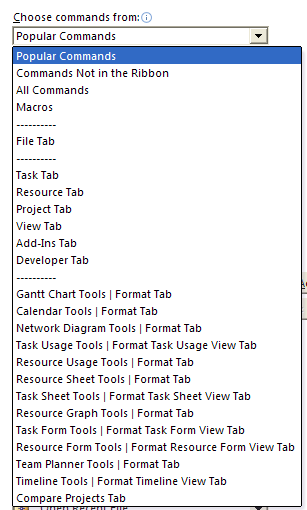 Choose commands from:
Popular Commands
Popular Commands
Commands Not in the Ribbon
All Commands
Macros
----------
File Tab
----------
Task Tab
Resource Tab
Project Tab
View Tab
Add-Ins Tab
Developer Tab
----------
Gantt Chart Tools | Format Tab
Calendar Tools | Format Tab
Network Diagram Tools | Format Tab
Task Usage Tools | Format Task Usage View Tab
Resource Usage Tools | Format Tab
Resource Sheet Tools | Format Tab
Task Sheet Tools | Format Task Sheet View Tab
Resource Graph Tools | Format Tab
Task Form Tools | Format Task Form View Tab
Resource Form Tools | Format Resource Form View Tab
Team Planner Tools | Format Tab
Timeline Tools | Format Timeline View Tab
Compare Projects Tab
Open Recent File